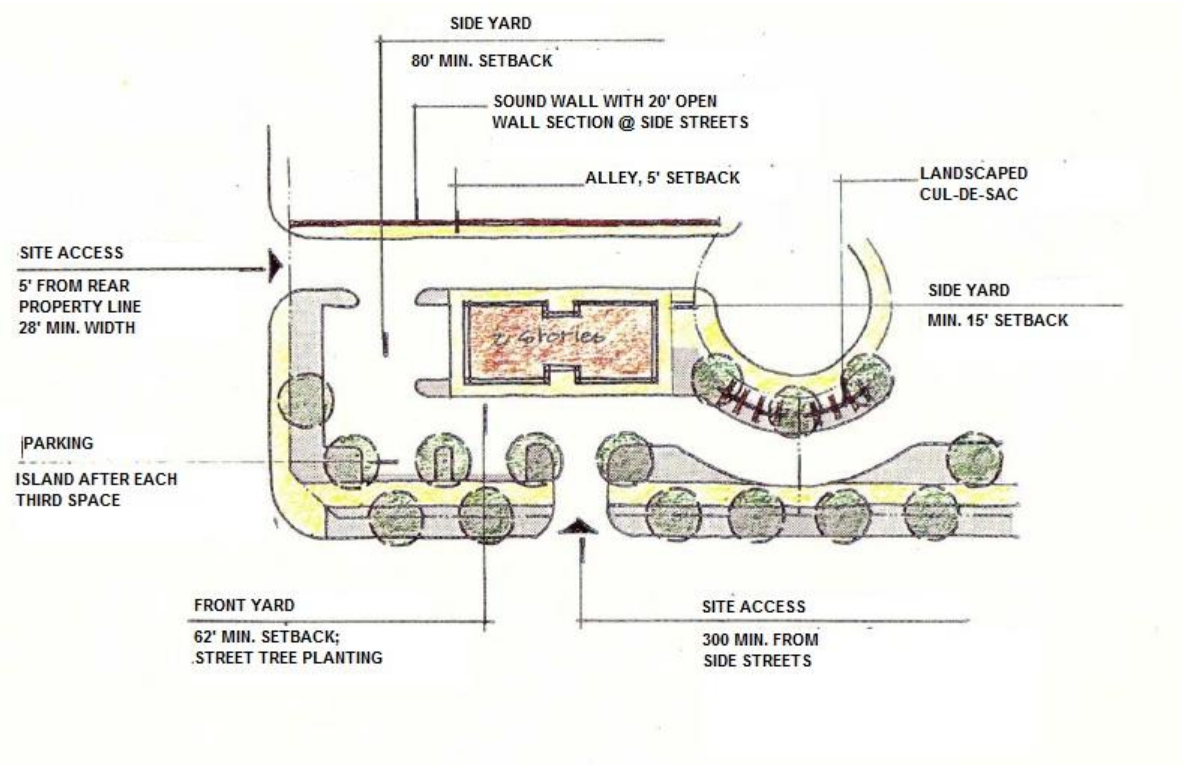 SIDE YARD
80' MIN. SETBACK
SOUND WALL WITH 20' OPEN
WALL SECTION @ SIDE STREETS
ALLEY, 5' SETBACK
LANDSCAPED
CUL-DE-SAC
SITE ACCESS
5' FROM REAR
PROPERTY LINE
28' MIN. WIDTH
SIDE YARD
MIN. 15' SETBACK
2 stories
PARKING
ISLAND AFTER EACH
THIRD SPACE
FRONT YARD
62' MIN. SETBACK;
STREET TREE PLANTING
SITE ACCESS
300 MIN. FROM
SIDE STREETS